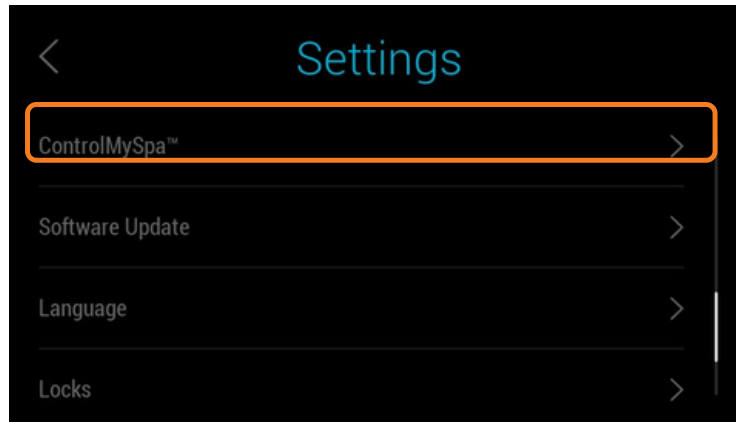 Settings
ControlMySpa™
Software Update
Language
Locks